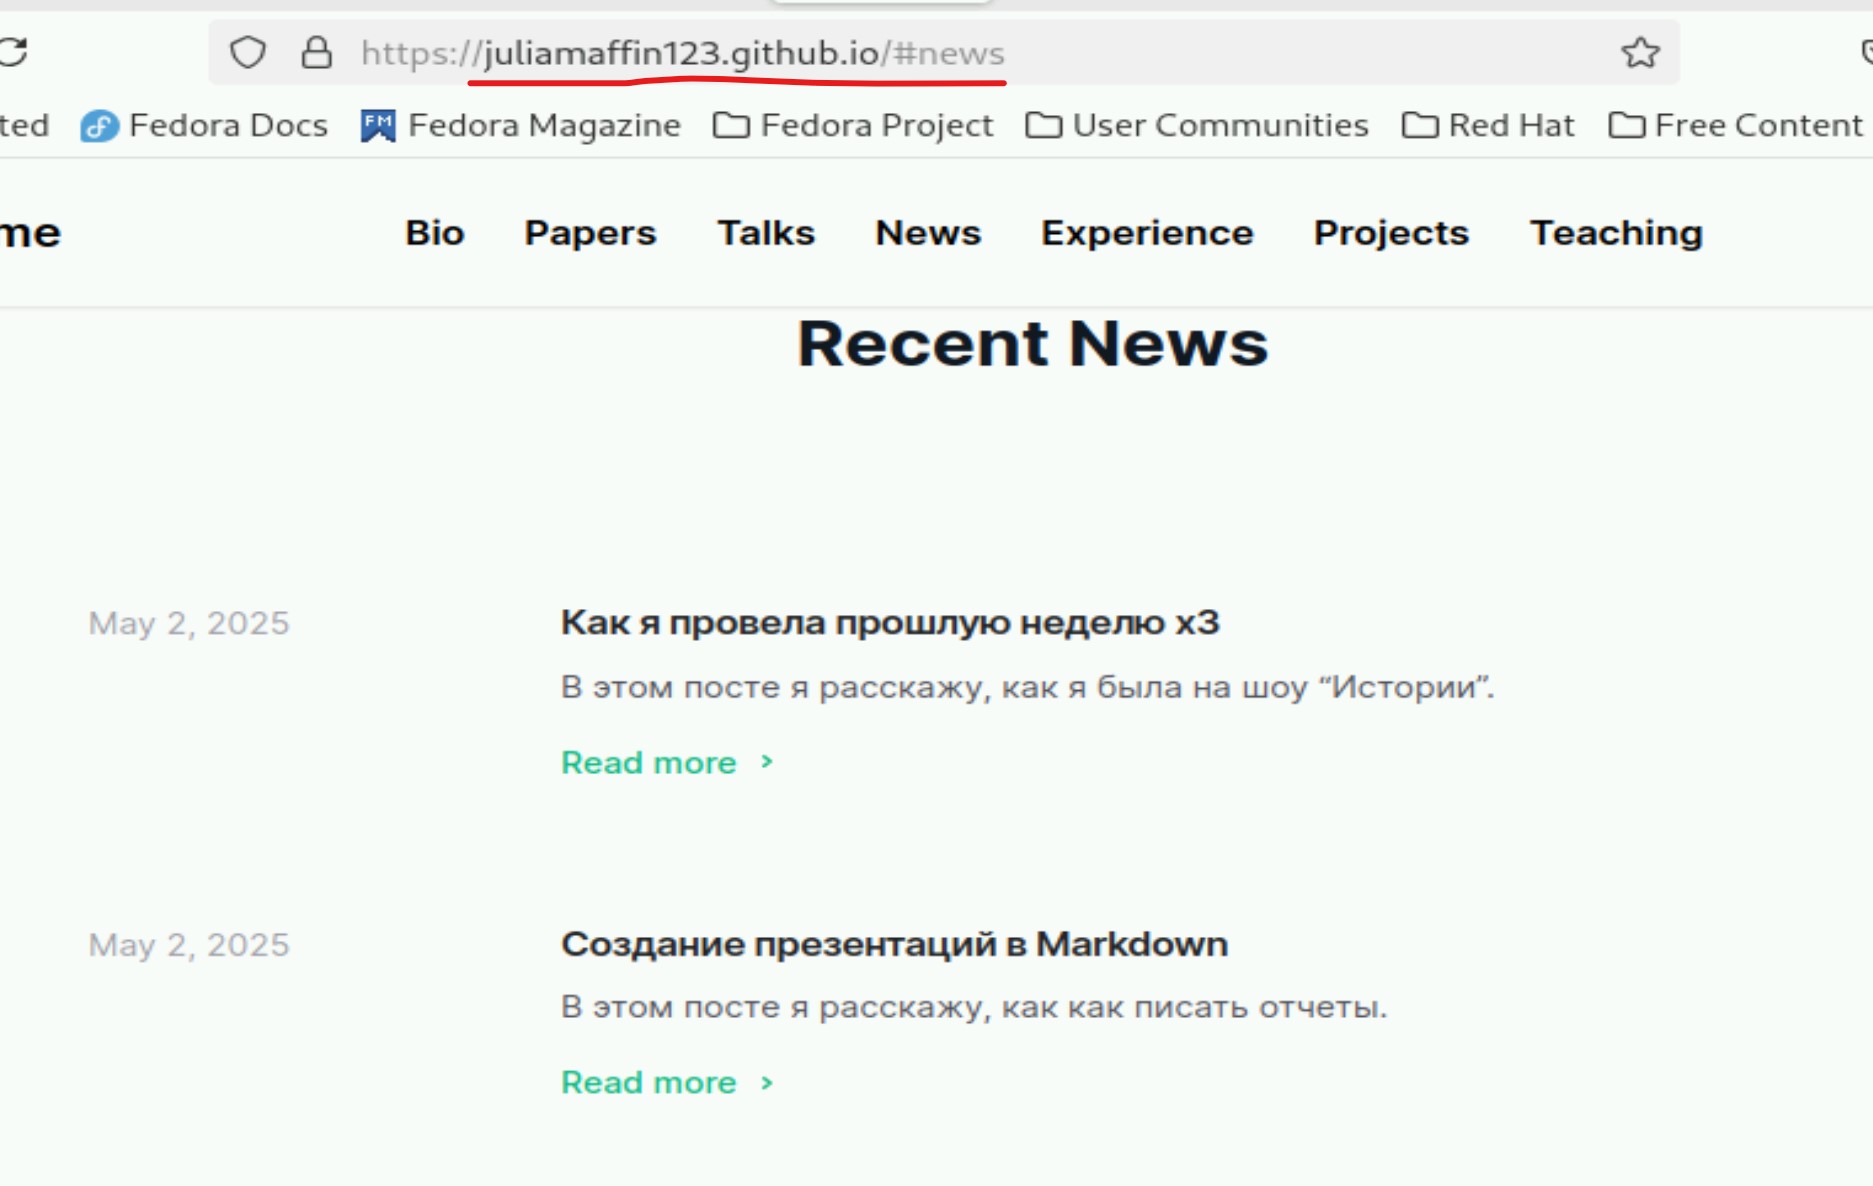 https://juliamaffin123.github.io/#news
ted Fedora Docs Fedora Magazine Fedora Project User Communities Red Hat Free Content
me Bio Papers Talks News Experience Projects Teaching
Recent News
May 2, 2025 Как я провела прошлую неделю x3
В этом посте я расскажу, как я была на шоу “Истории”.
Read more
May 2, 2025 Создание презентаций в Markdown
В этом посте я расскажу, как как писать отчеты.
Read more